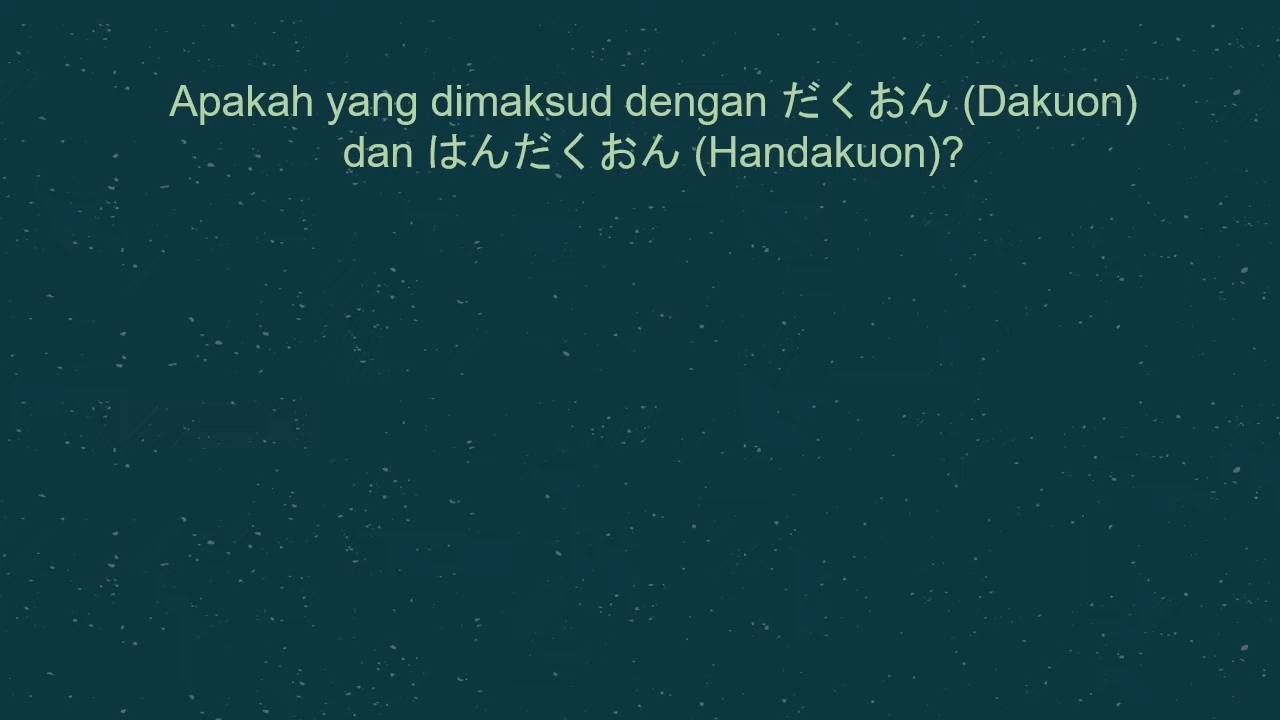 Apakah yang dimaksud dengan だくおん (Dakuon)
dan はんだくおん (Handakuon)?